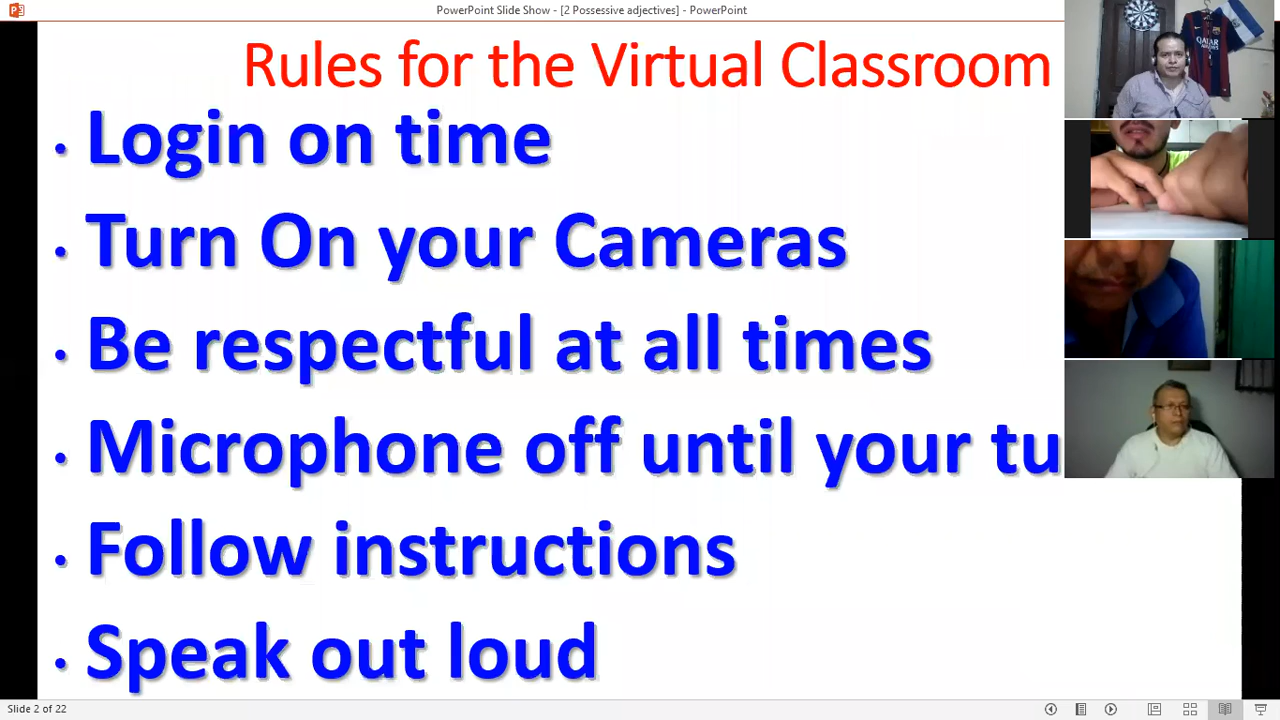 PowerPoint Slide Show - [2 Possessive adjectives] - PowerPoint
Rules for the Virtual Classroom
• Login on time
• Turn On your Cameras
• Be respectful at all times
• Microphone off until your tu
• Follow instructions
• Speak out loud
QATAR
AIRWAYS
Slide 2 of 22